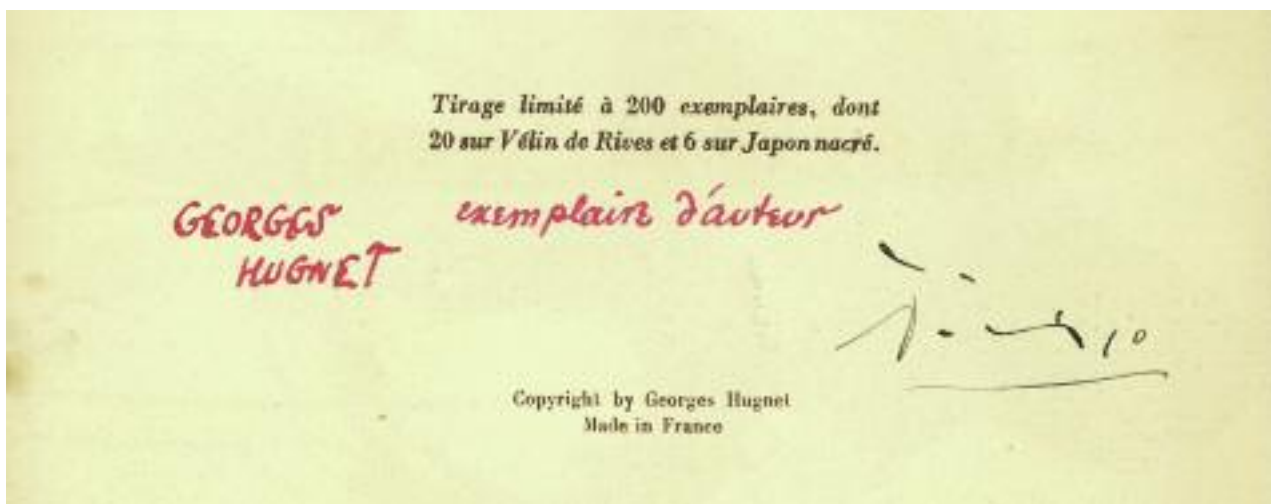 Tirage limité à 200 exemplaires, dont
20 sur Vélin de Rives et 6 sur Japon nacré.
GEORGES exemplaire d'auteur
HUGNET
Copyright by Georges Hugnet
Made in France